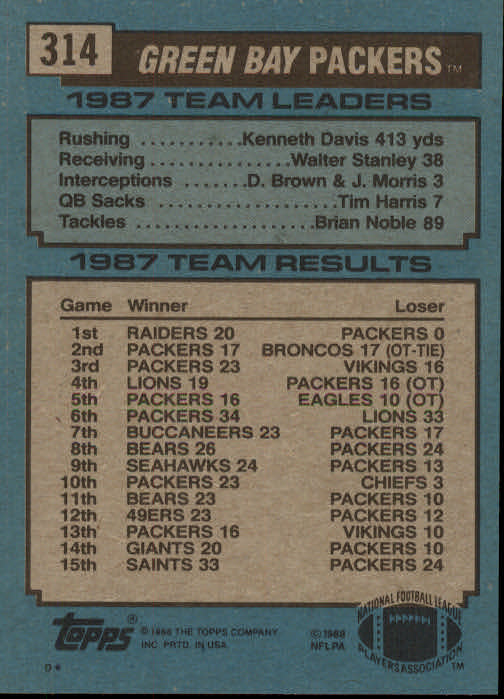 314 GREEN BAY PACKERS™
1987 TEAM LEADERS
Rushing ...........Kenneth Davis 413 yds
Receiving ................Walter Stanley 38
Interceptions .......D. Brown & J. Morris 3
QB Sacks ....................Tim Harris 7
Tackles ....................Brian Noble 89
1987 TEAM RESULTS
Game Winner Loser
1st RAIDERS 20 PACKERS 0
2nd PACKERS 17 BRONCOS 17 (OT-TIE)
3rd PACKERS 23 VIKINGS 16
4th LIONS 19 PACKERS 16 (OT)
5th PACKERS 16 EAGLES 10 (OT)
6th PACKERS 34 LIONS 33
7th BUCCANEERS 23 PACKERS 17
8th BEARS 26 PACKERS 24
9th SEAHAWKS 24 PACKERS 13
10th PACKERS 23 CHIEFS 3
11th BEARS 23 PACKERS 10
12th 49ERS 23 PACKERS 12
13th PACKERS 16 VIKINGS 10
14th GIANTS 20 PACKERS 10
15th SAINTS 33 PACKERS 24
topps® © 1988 THE TOPPS COMPANY
INC. PRTD. IN USA.
© 1988
NFLPA
NATIONAL FOOTBALL LEAGUE
PLAYERS ASSOCIATION™
D*